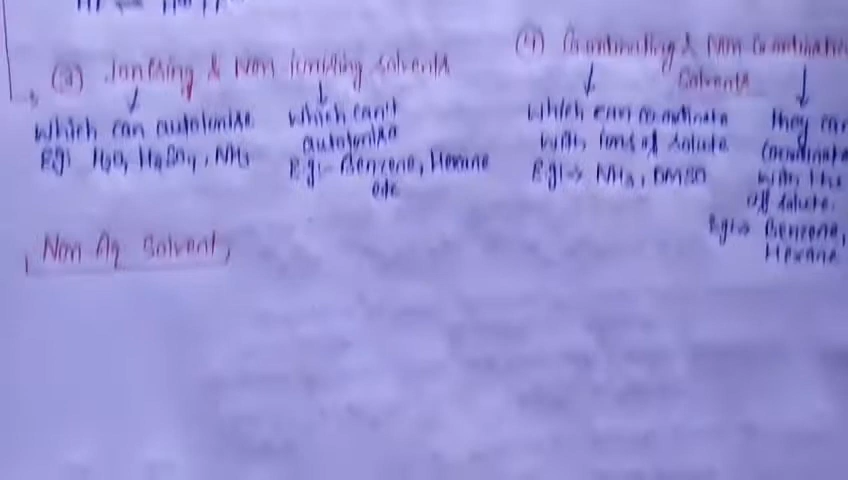 (3) Ionising & Non ionising solvents
which can autoionise
Eg: H₂O, H₂SO₄, NH₃
which can't
autoionise
Eg:- Benzene, Hexane
etc
(4) Coordinating & Non Coordinating
Solvents
which can coordinate
with ions of solute
Eg:-> NH₃, DMSO
they can
coordinate
with the
of solute.
Eg:-> Benzene,
Hexane
Non Aq Solvent